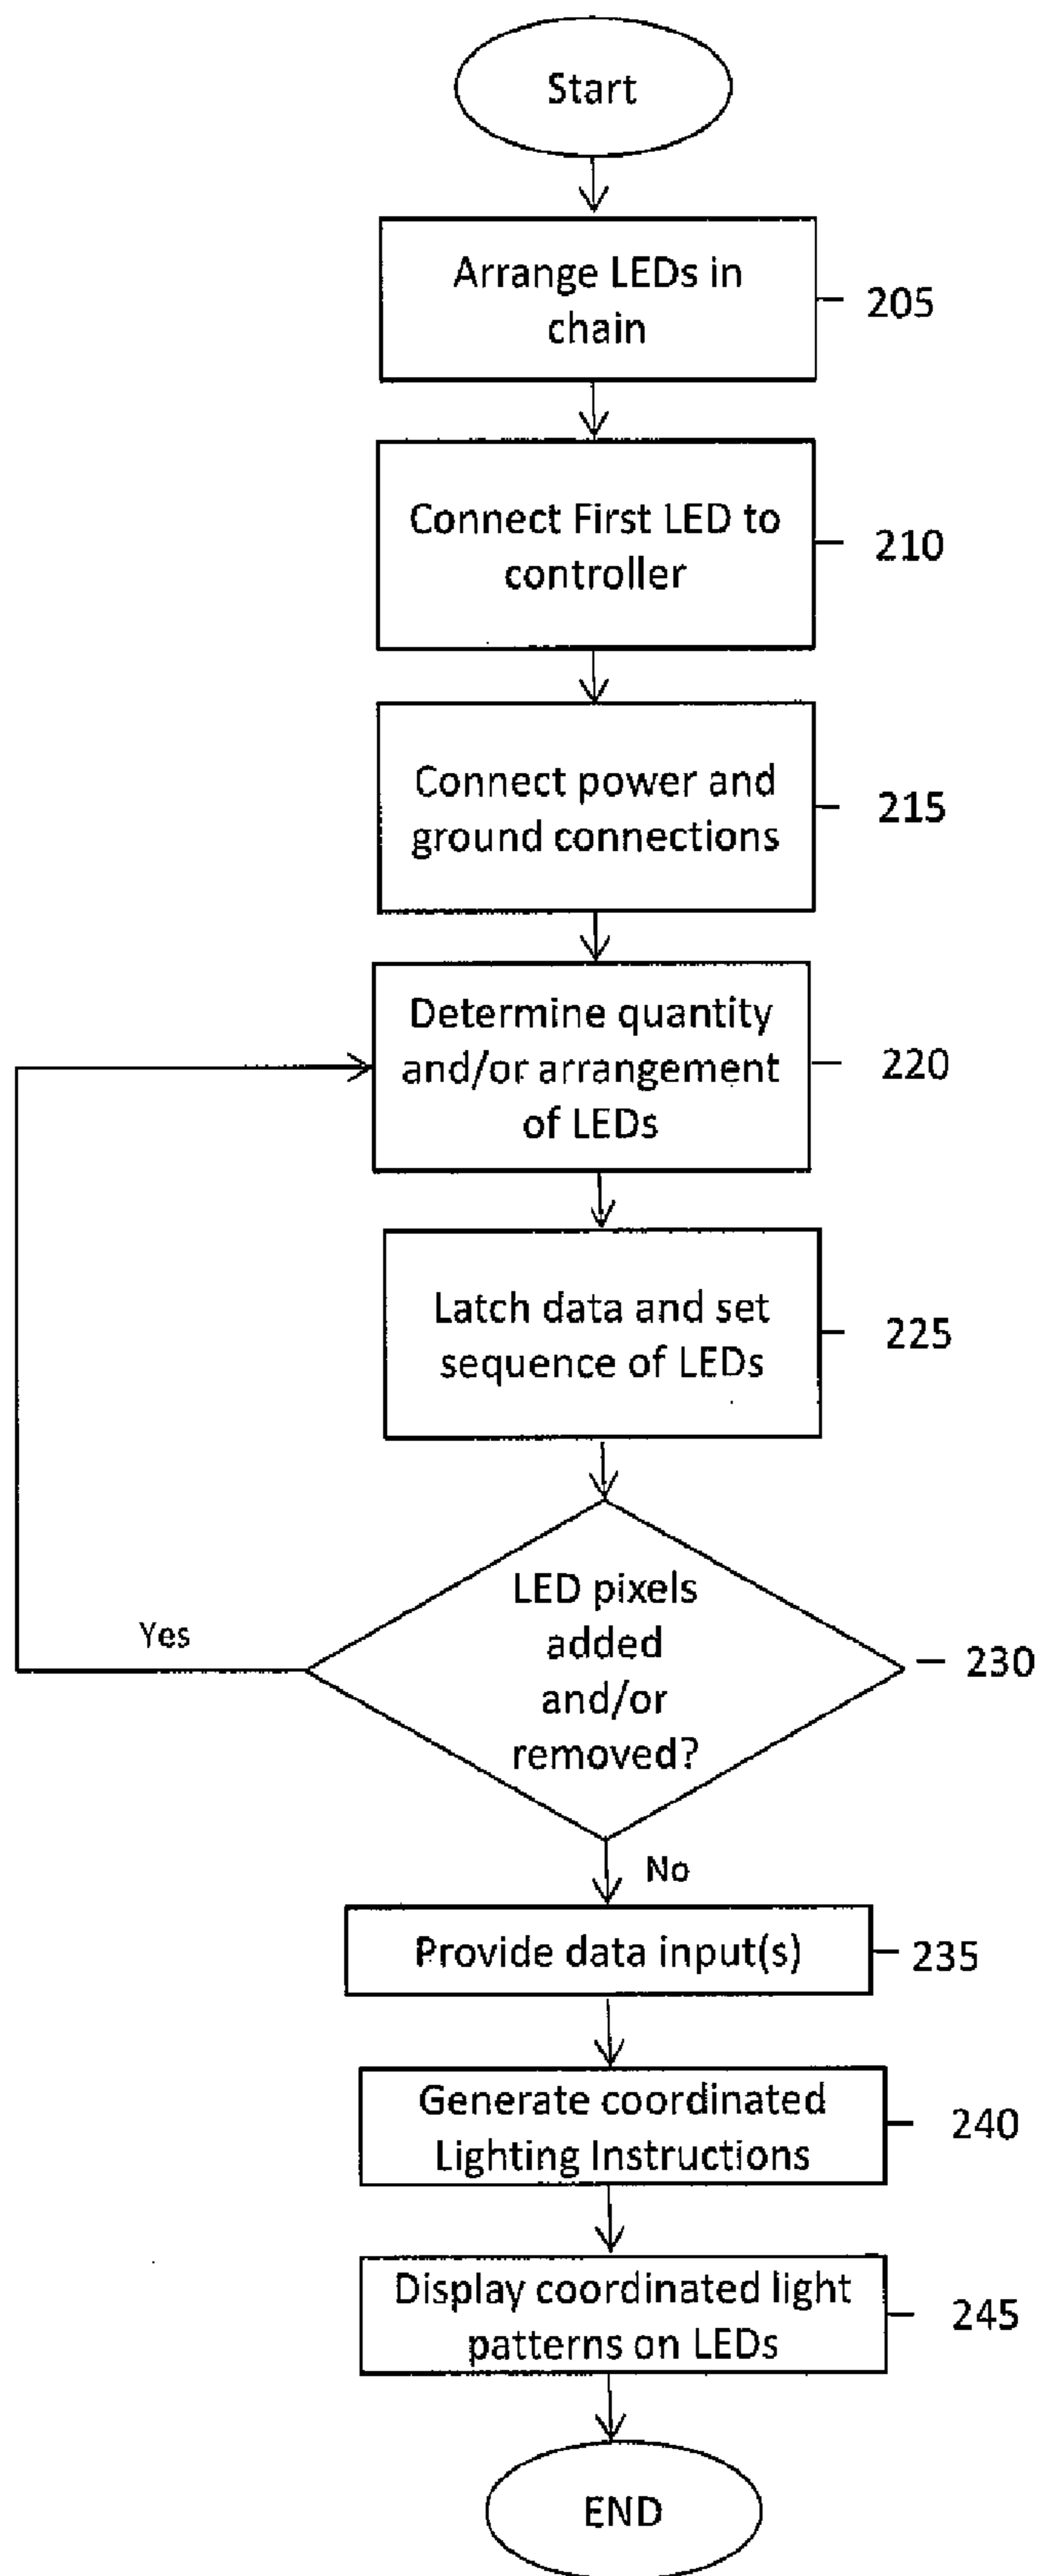 Start
Arrange LEDs in
chain
205
Connect First LED to
controller
210
Connect power and
ground connections
215
Determine quantity
and/or arrangement
of LEDs
220
Latch data and set
sequence of LEDs
225
LED pixels
added
and/or
removed?
230
Yes
No
Provide data input(s)
235
Generate coordinated
Lighting Instructions
240
Display coordinated light
patterns on LEDs
245
END